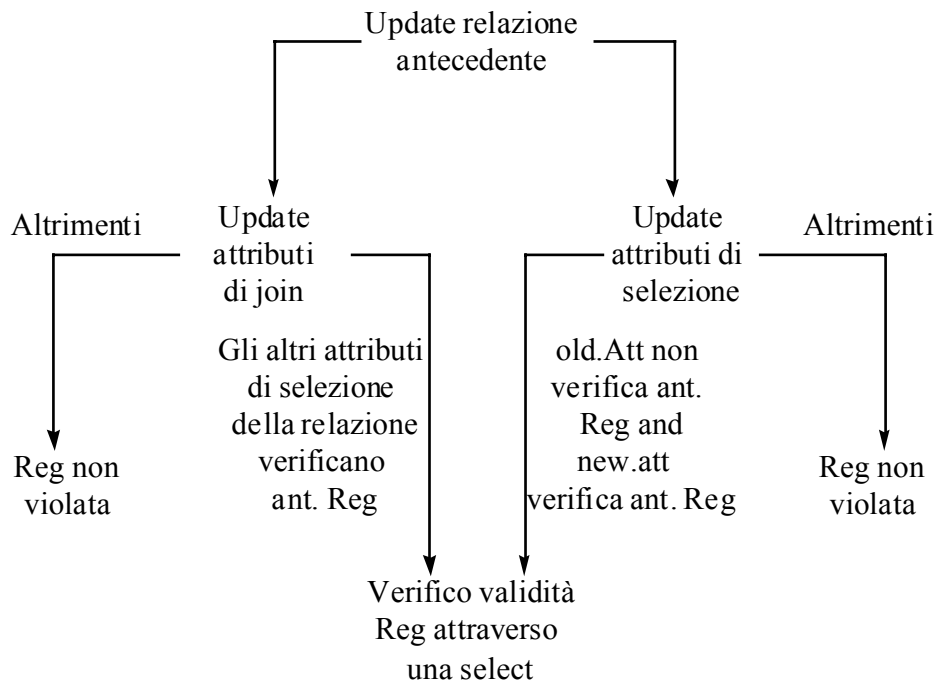 Update relazione
antecedente
Altrimenti
Update
attributi
di join
Update
attributi di
selezione
Altrimenti
Gli altri attributi
di selezione
della relazione
verificano
ant. Reg
old.Att non
verifica ant.
Reg and
new.att
verifica ant. Reg
Reg non
violata
Reg non
violata
Verifico validità
Reg attraverso
una select